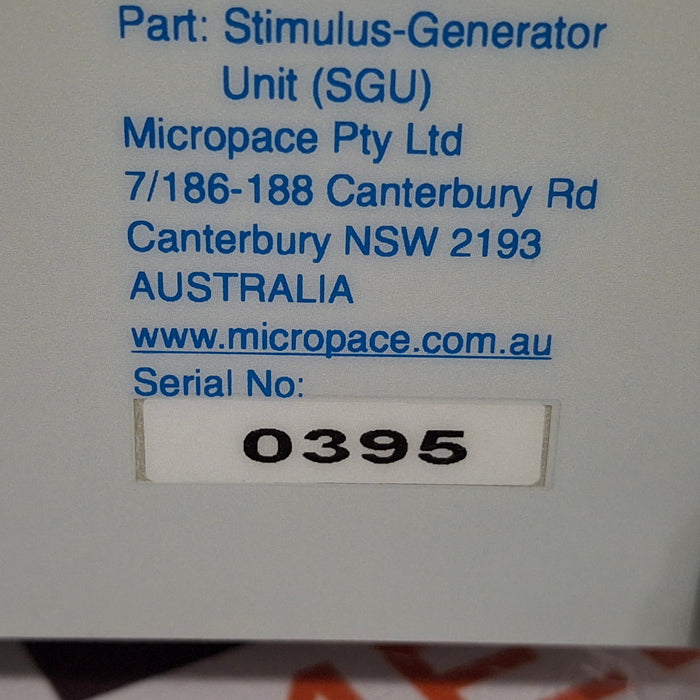 Part: Stimulus-Generator
Unit (SGU)
Micropace Pty Ltd
7/186-188 Canterbury Rd
Canterbury NSW 2193
AUSTRALIA
www.micropace.com.au
Serial No:
0395